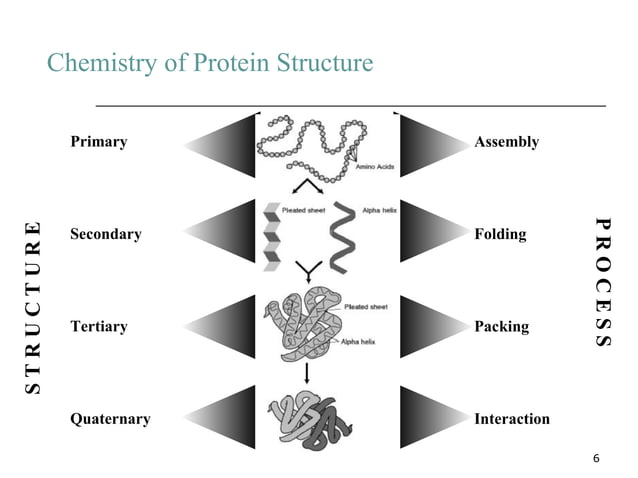 Chemistry of Protein Structure
Primary
Assembly
Amino Acids
Pleated sheet
Alpha helix
Secondary
Folding
STRUCTURE
PROCESS
Pleated sheet
Tertiary
Packing
Alpha helix
Quaternary
Interaction
6